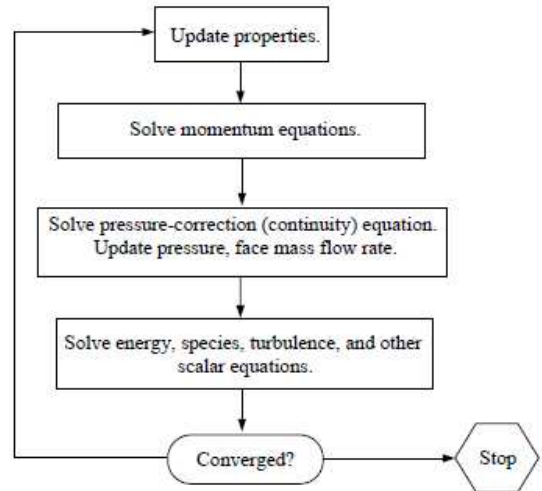 Update properties.
Solve momentum equations.
Solve pressure-correction (continuity) equation.
Update pressure, face mass flow rate.
Solve energy, species, turbulence, and other
scalar equations.
Converged?
Stop